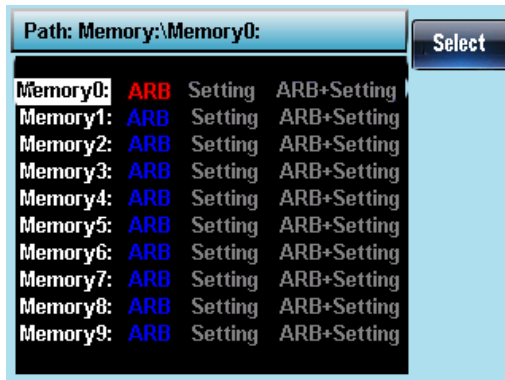 Path: Memory:\Memory0:
Select
Memory0: ARB Setting ARB+Setting
Memory1: ARB Setting ARB+Setting
Memory2: ARB Setting ARB+Setting
Memory3: ARB Setting ARB+Setting
Memory4: ARB Setting ARB+Setting
Memory5: ARB Setting ARB+Setting
Memory6: ARB Setting ARB+Setting
Memory7: ARB Setting ARB+Setting
Memory8: ARB Setting ARB+Setting
Memory9: ARB Setting ARB+Setting